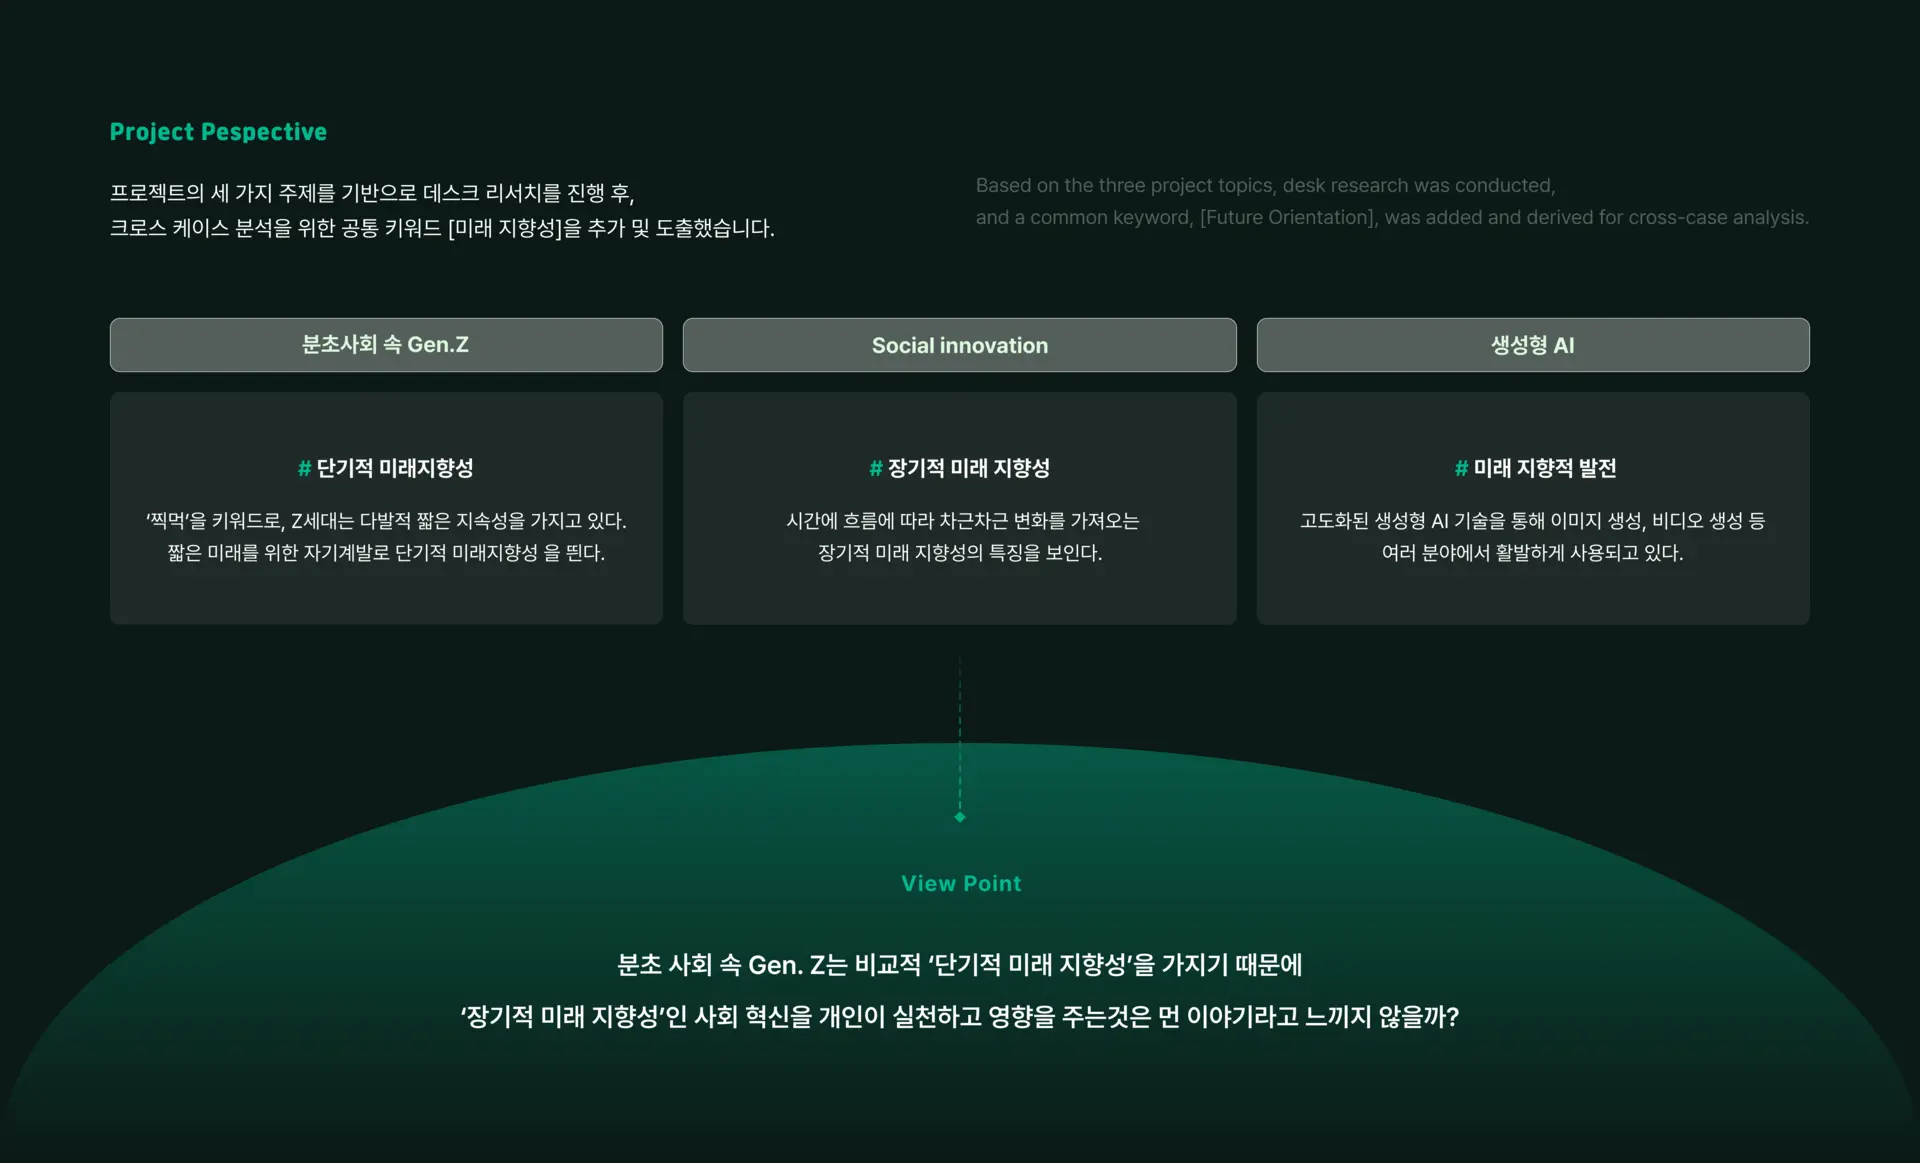 Project Pespective
프로젝트의 세 가지 주제를 기반으로 데스크 리서치를 진행 후,
크로스 케이스 분석을 위한 공통 키워드 [미래 지향성]을 추가 및 도출했습니다.
Based on the three project topics, desk research was conducted,
and a common keyword, [Future Orientation], was added and derived for cross-case analysis.
분초사회 속 Gen.Z
# 단기적 미래지향성
‘찍먹’을 키워드로, Z세대는 다발적 짧은 지속성을 가지고 있다.
짧은 미래를 위한 자기계발로 단기적 미래지향성 을 띈다.
Social innovation
# 장기적 미래 지향성
시간에 흐름에 따라 차근차근 변화를 가져오는
장기적 미래 지향성의 특징을 보인다.
생성형 AI
# 미래 지향적 발전
고도화된 생성형 AI 기술을 통해 이미지 생성, 비디오 생성 등
여러 분야에서 활발하게 사용되고 있다.
View Point
분초 사회 속 Gen. Z는 비교적 ‘단기적 미래 지향성’을 가지기 때문에
‘장기적 미래 지향성’인 사회 혁신을 개인이 실천하고 영향을 주는것은 먼 이야기라고 느끼지 않을까?